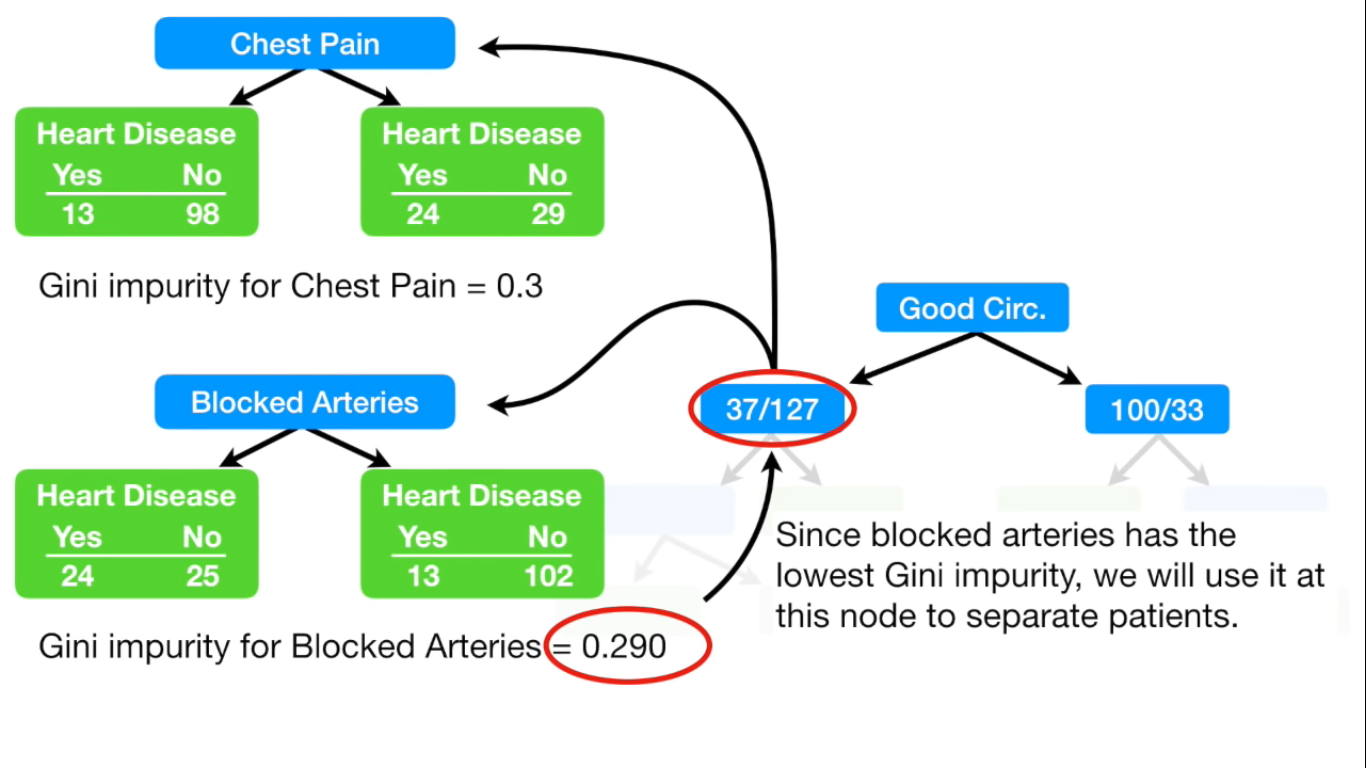 Chest Pain
Heart Disease
Yes No
13 98
Heart Disease
Yes No
24 29
Gini impurity for Chest Pain = 0.3
Good Circ.
37/127
100/33
Blocked Arteries
Heart Disease
Yes No
24 25
Heart Disease
Yes No
13 102
Gini impurity for Blocked Arteries = 0.290
Since blocked arteries has the
lowest Gini impurity, we will use it at
this node to separate patients.